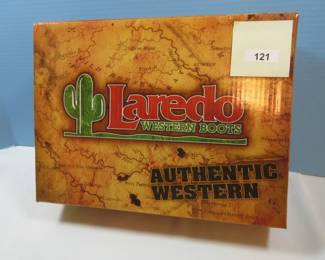 121
Laredo
WESTERN BOOTS
AUTHENTIC
WESTERN